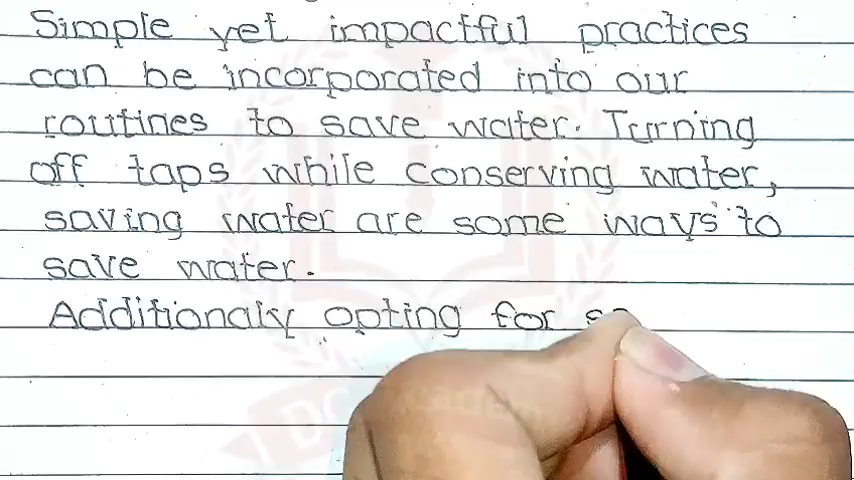 Simple yet impactful practices
can be incorporated into our
routines to save water. Turning
off taps while conserving water,
saving water are some ways to
save water.
Additionaly opting for